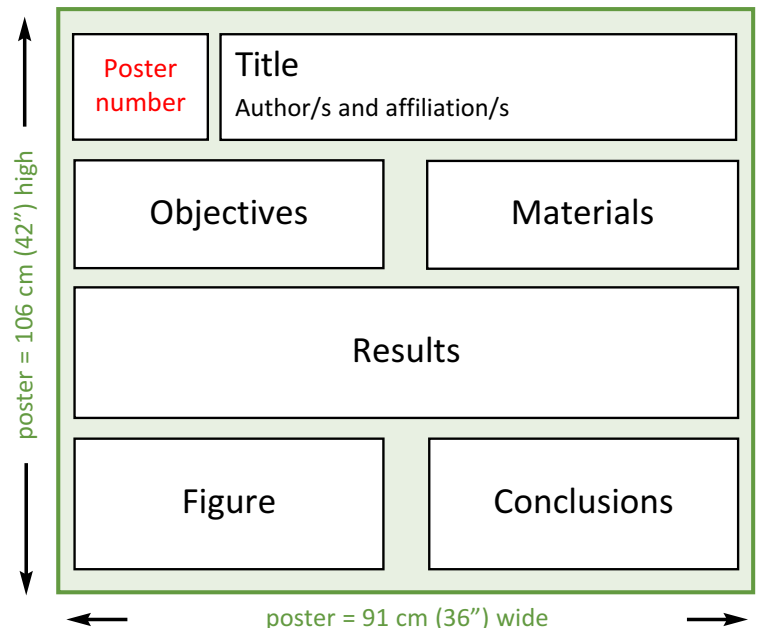 Poster
number
Title
Author/s and affiliation/s
Objectives
Materials
Results
Figure
Conclusions
poster = 106 cm (42”) high
poster = 91 cm (36”) wide